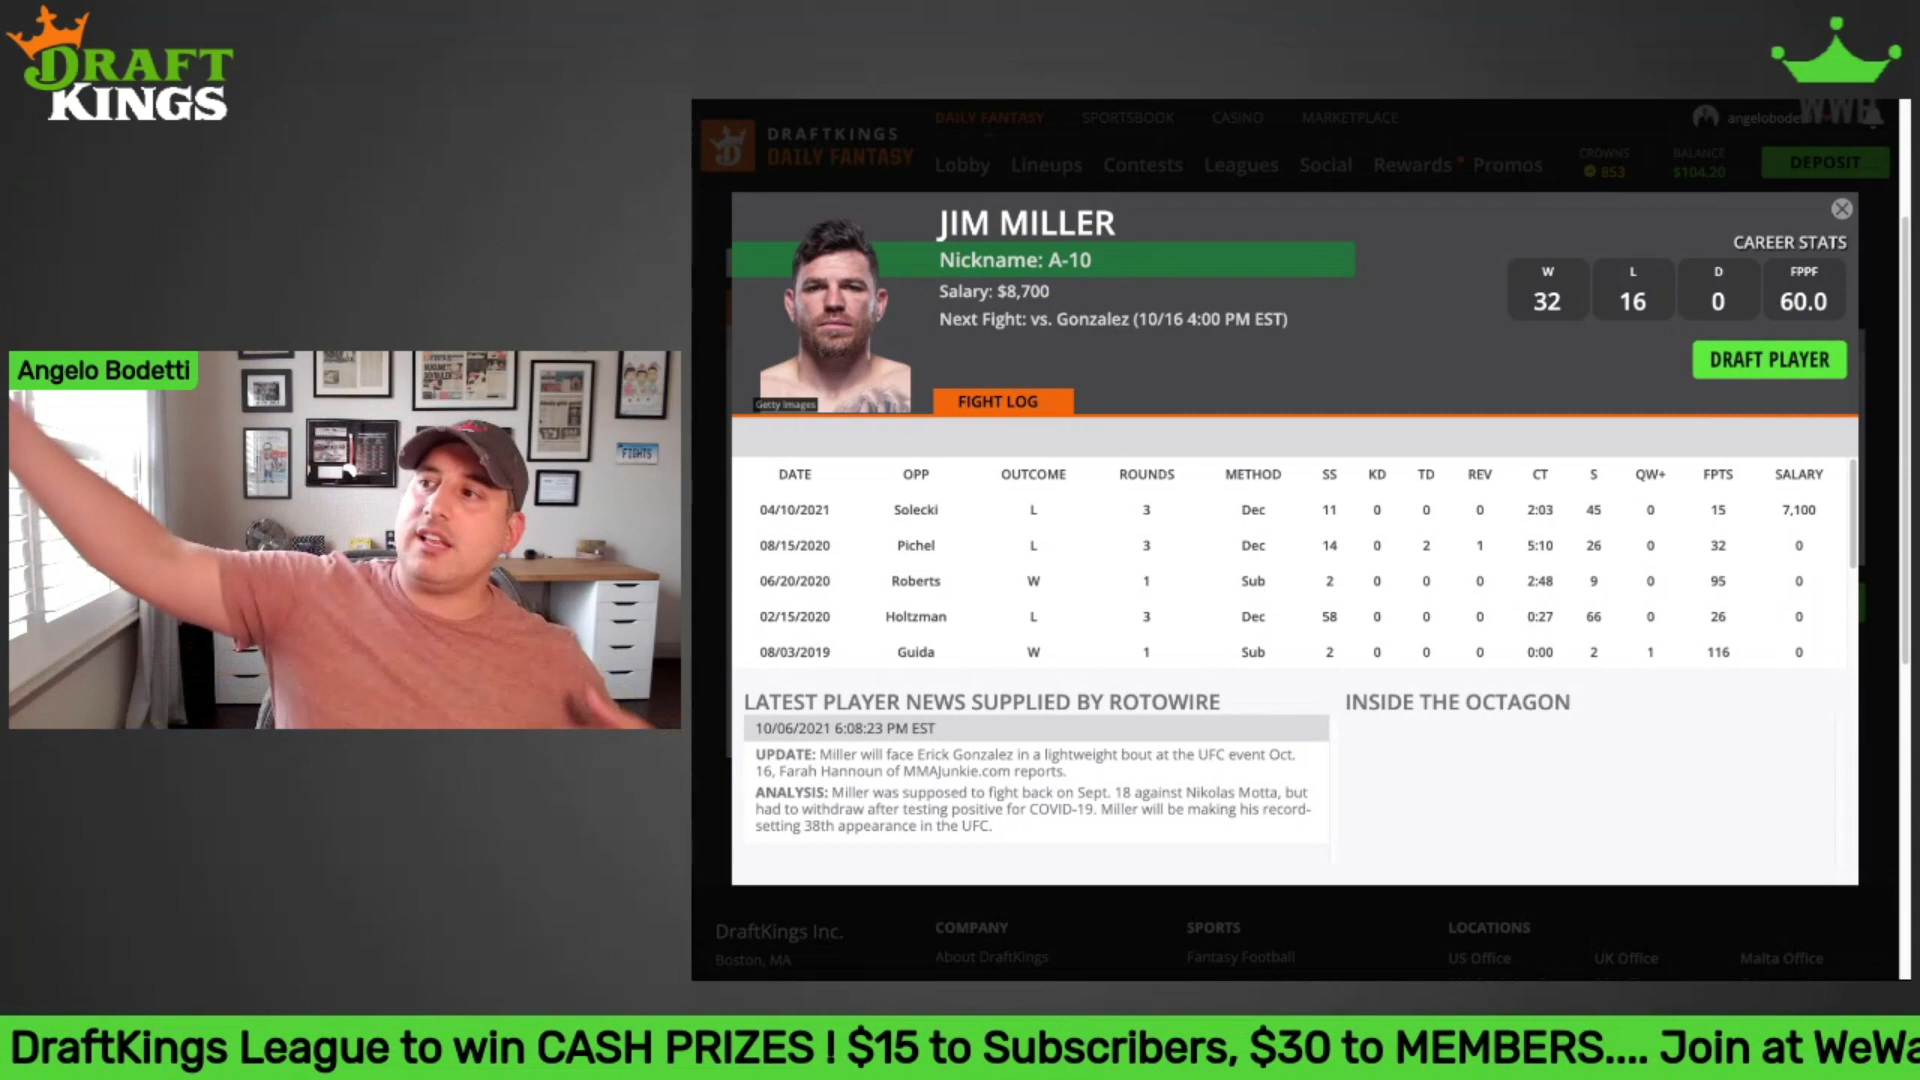 DRAFT
KINGS
WWB
DAILY FANTASY SPORTSBOOK CASINO MARKETPLACE
DRAFTKINGS
DAILY FANTASY
Lobby Lineups Contests Leagues Social Rewards Promos
CROWNS
853
BALANCE
$104.20
DEPOSIT
JIM MILLER
Nickname: A-10
Salary: $8,700
Next Fight: vs. Gonzalez (10/16 4:00 PM EST)
CAREER STATS
W L D FPPF
32 16 0 60.0
DRAFT PLAYER
Getty Images
FIGHT LOG
DATE OPP OUTCOME ROUNDS METHOD SS KD TD REV CT S QW+ FPTS SALARY
04/10/2021 Solecki L 3 Dec 11 0 0 0 2:03 45 0 15 7,100
08/15/2020 Pichel L 3 Dec 14 0 2 1 5:10 26 0 32 0
06/20/2020 Roberts W 1 Sub 2 0 0 0 2:48 9 0 95 0
02/15/2020 Holtzman L 3 Dec 58 0 0 0 0:27 66 0 26 0
08/03/2019 Guida W 1 Sub 2 0 0 0 0:00 2 1 116 0
LATEST PLAYER NEWS SUPPLIED BY ROTOWIRE
10/06/2021 6:08:23 PM EST
UPDATE: Miller will face Erick Gonzalez in a lightweight bout at the UFC event Oct.
16, Farah Hannoun of MMAJunkie.com reports.
ANALYSIS: Miller was supposed to fight back on Sept. 18 against Nikolas Motta, but
had to withdraw after testing positive for COVID-19. Miller will be making his record-
setting 38th appearance in the UFC.
INSIDE THE OCTAGON
Angelo Bodetti
FIGHTS
DraftKings Inc.
Boston, MA
COMPANY
About DraftKings
SPORTS
Fantasy Football
LOCATIONS
US Office UK Office Malta Office
DraftKings League to win CASH PRIZES ! $15 to Subscribers, $30 to MEMBERS.... Join at WeWa